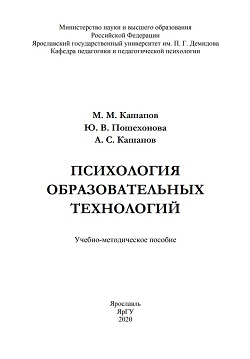 Министерство науки и высшего образования
Российской Федерации
Ярославский государственный университет им. П. Г. Демидова
Кафедра педагогики и педагогической психологии
М. М. Кашапов
Ю. В. Пошехонова
А. С. Кашапов
ПСИХОЛОГИЯ
ОБРАЗОВАТЕЛЬНЫХ
ТЕХНОЛОГИЙ
Учебно-методическое пособие
Ярославль
ЯрГУ
2020